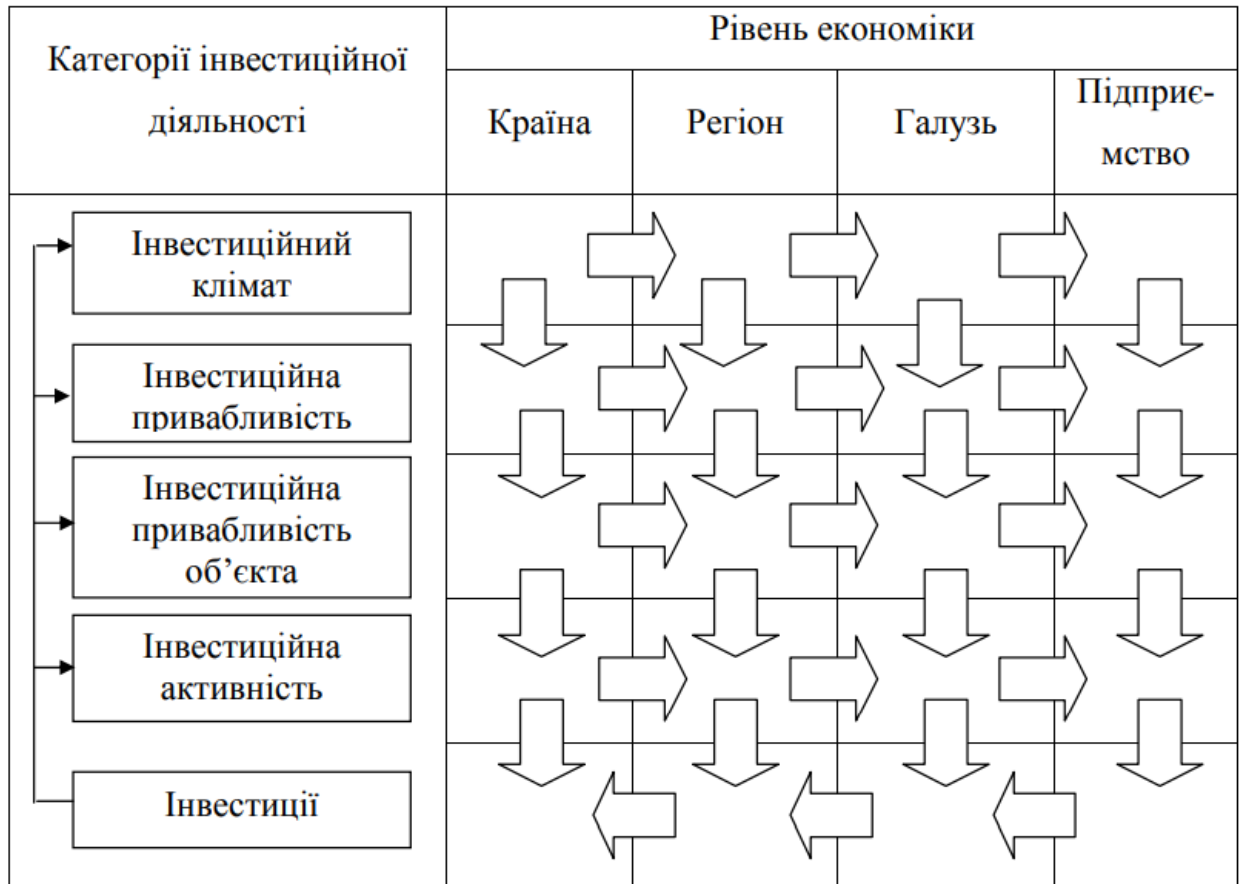 Категорії інвестиційної
діяльності
Рівень економіки
Країна
Регіон
Галузь
Підприє-
мство
Інвестиційний
клімат
Інвестиційна
привабливість
Інвестиційна
привабливість
об’єкта
Інвестиційна
активність
Інвестиції